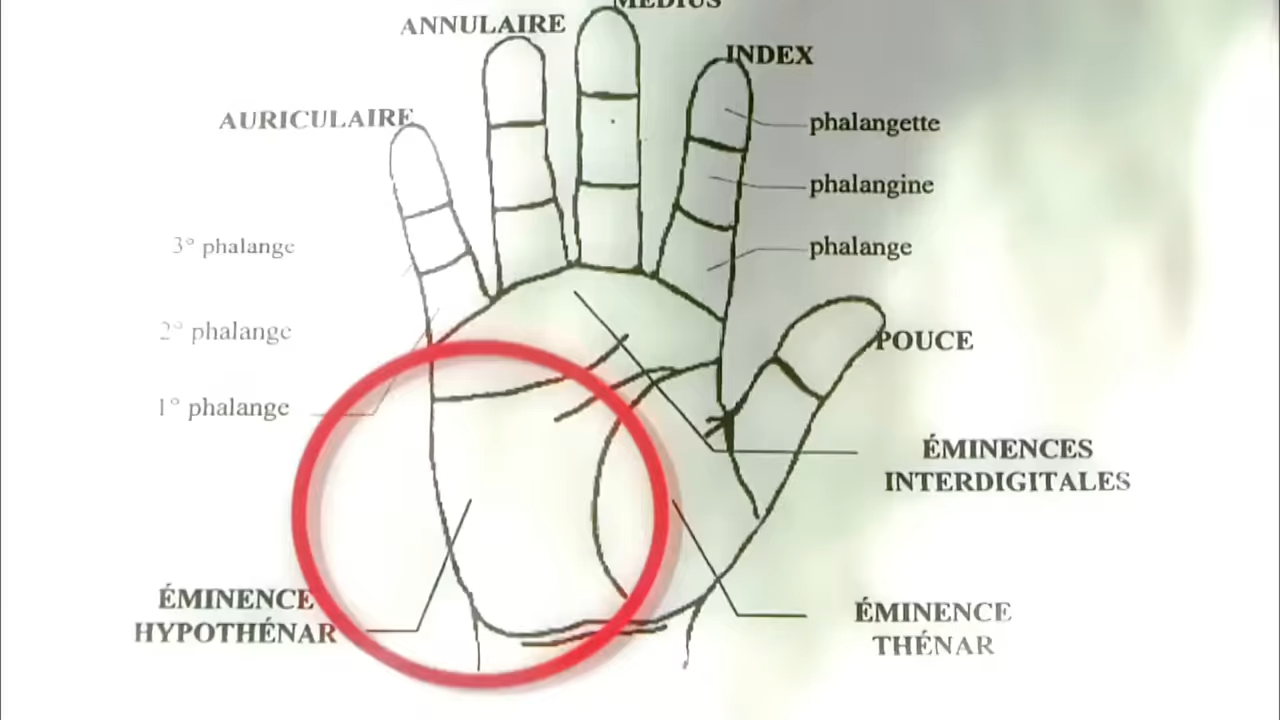 MÉDIUS
ANNULAIRE
INDEX
AURICULAIRE
phalangette
phalangine
3° phalange
phalange
2° phalange
POUCE
1° phalange
ÉMINENCES
INTERDIGITALES
ÉMINENCE
HYPOTHÉNAR
ÉMINENCE
THÉNAR